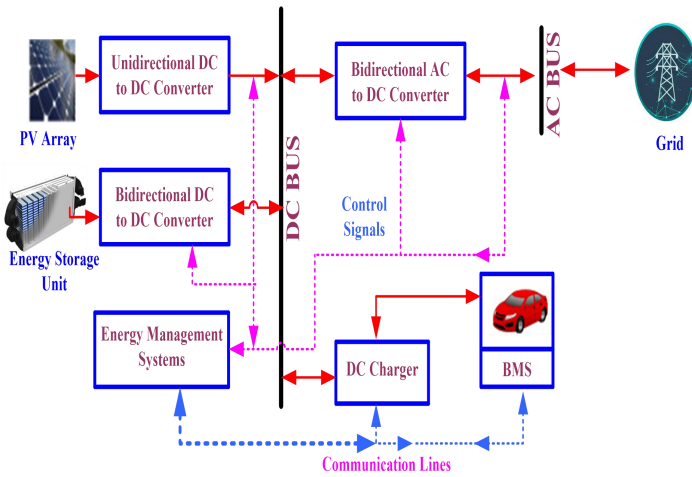 Unidirectional DC
to DC Converter
PV Array
Bidirectional AC
to DC Converter
AC BUS
Grid
DC BUS
Bidirectional DC
to DC Converter
Energy Storage
Unit
Control
Signals
Energy Management
Systems
DC Charger
BMS
Communication Lines